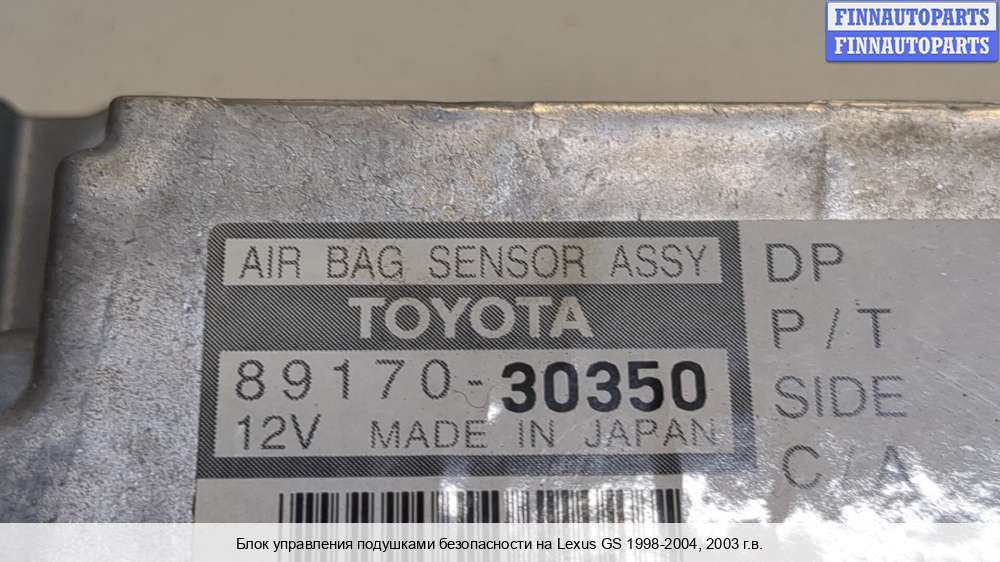 FINNAUTOPARTS
FINNAUTOPARTS
AIR BAG SENSOR ASSY
TOYOTA
89170-30350
12V MADE IN JAPAN
DP
P/T
SIDE
C/A
Блок управления подушками безопасности на Lexus GS 1998-2004, 2003 г.в.